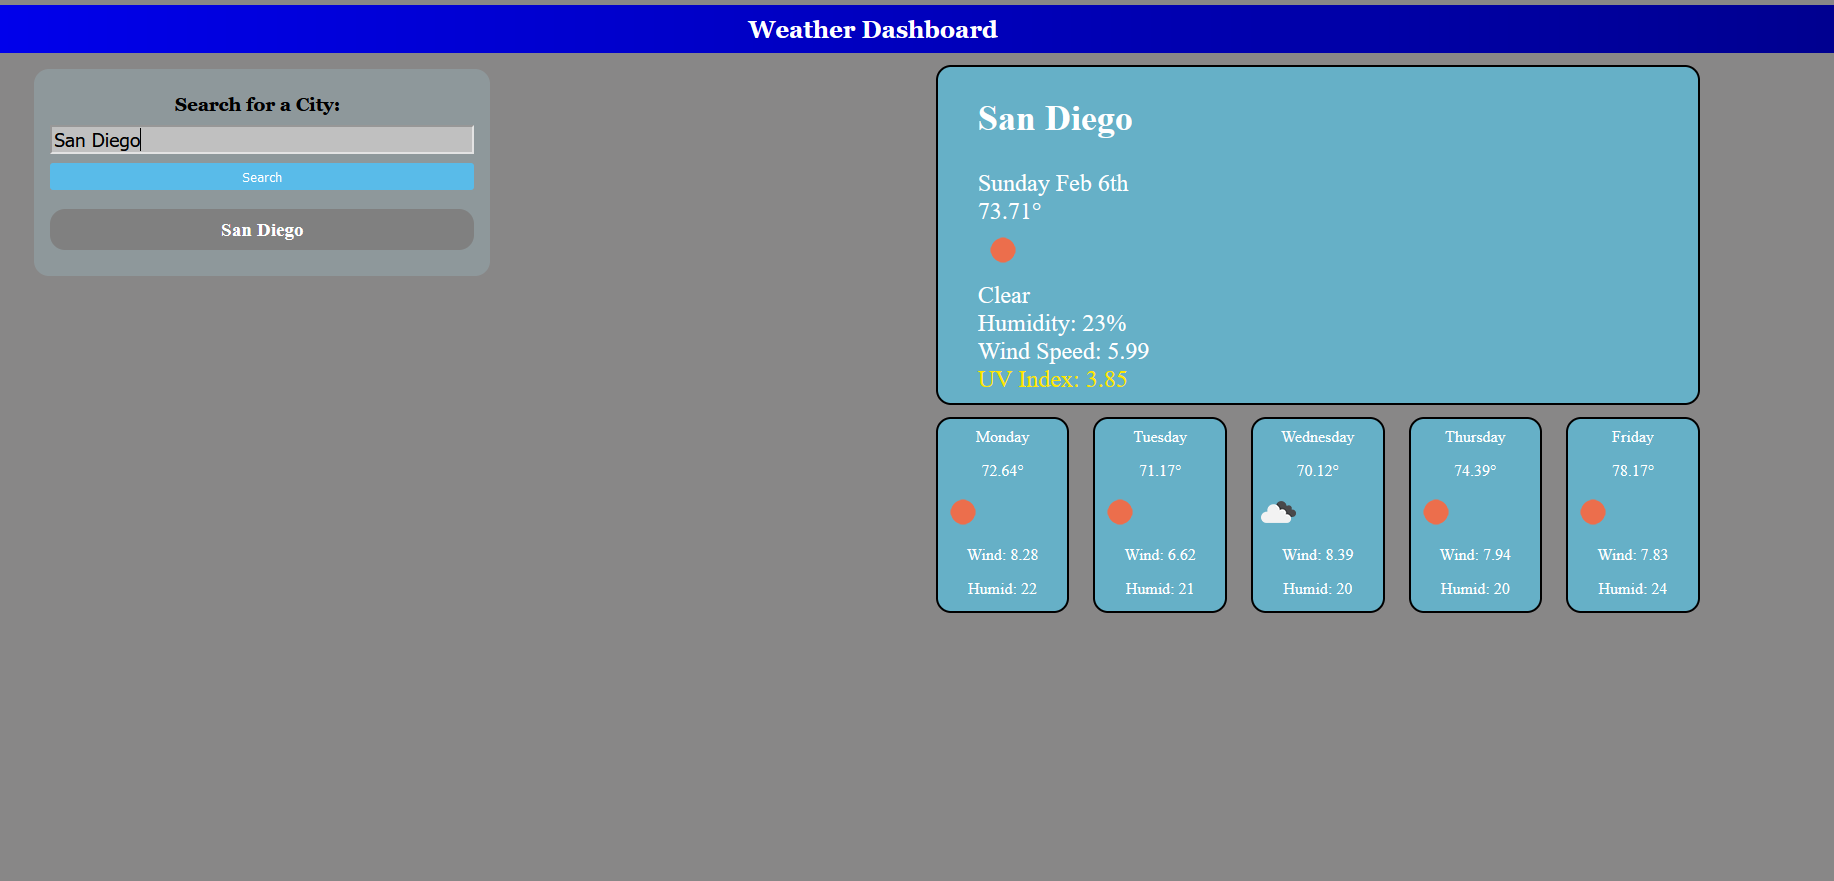 Weather Dashboard
Search for a City:
San Diego
Search
San Diego
San Diego
Sunday Feb 6th
73.71°
Clear
Humidity: 23%
Wind Speed: 5.99
UV Index: 3.85
Monday
72.64°
Wind: 8.28
Humid: 22
Tuesday
71.17°
Wind: 6.62
Humid: 21
Wednesday
70.12°
Wind: 8.39
Humid: 20
Thursday
74.39°
Wind: 7.94
Humid: 20
Friday
78.17°
Wind: 7.83
Humid: 24